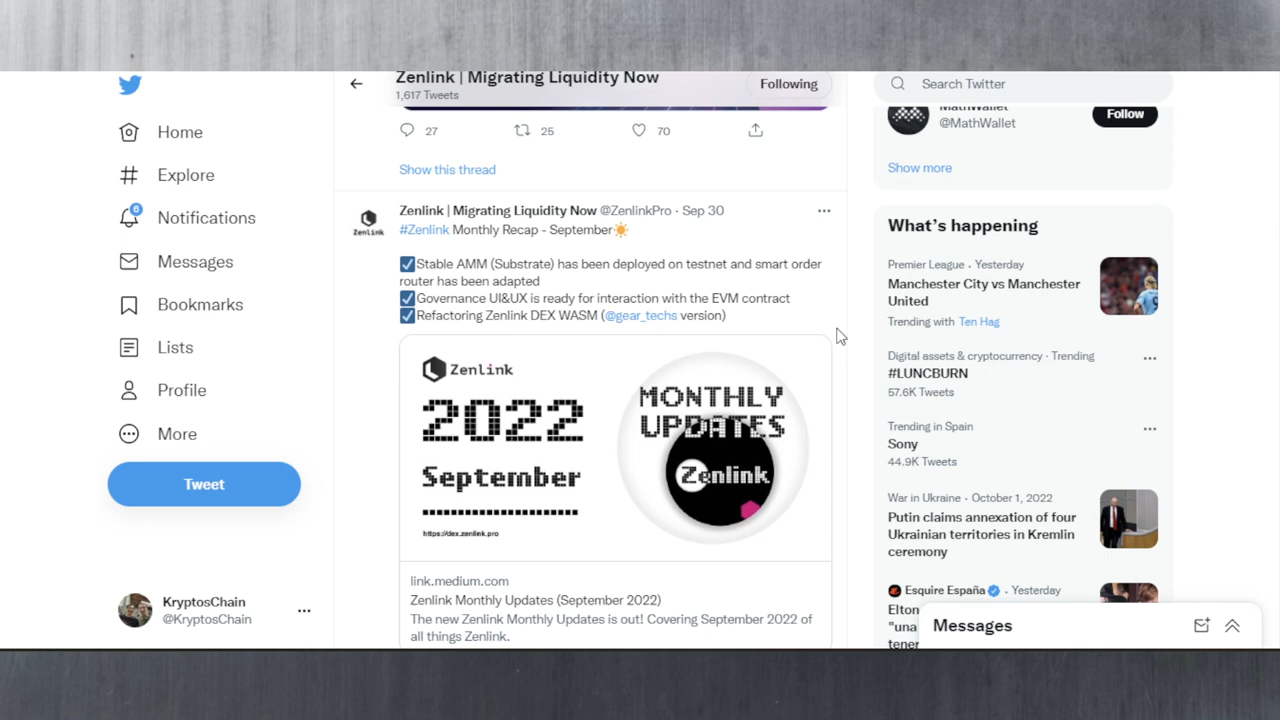 Zenlink | Migrating Liquidity Now
1,617 Tweets
Following
Search Twitter
Home
Explore
6
Notifications
Messages
Bookmarks
Lists
Profile
More
Tweet
KryptosChain
@KryptosChain
27
25
70
Show this thread
Zenlink | Migrating Liquidity Now @ZenlinkPro · Sep 30
#Zenlink Monthly Recap - September
Stable AMM (Substrate) has been deployed on testnet and smart order
router has been adapted
Governance UI&UX is ready for interaction with the EVM contract
Refactoring Zenlink DEX WASM (@gear_techs version)
Zenlink
Zenlink
2022
September
https://dex.zenlink.pro
MONTHLY
UPDATES
Zenlink
link.medium.com
Zenlink Monthly Updates (September 2022)
The new Zenlink Monthly Updates is out! Covering September 2022 of
all things Zenlink.
MathWallet
@MathWallet
Follow
Show more
What's happening
Premier League · Yesterday
Manchester City vs Manchester
United
Trending with Ten Hag
Digital assets & cryptocurrency · Trending
#LUNCBURN
57.6K Tweets
Trending in Spain
Sony
44.9K Tweets
War in Ukraine · October 1, 2022
Putin claims annexation of four
Ukrainian territories in Kremlin
ceremony
Esquire España · Yesterday
Elton
"una
tener
Messages